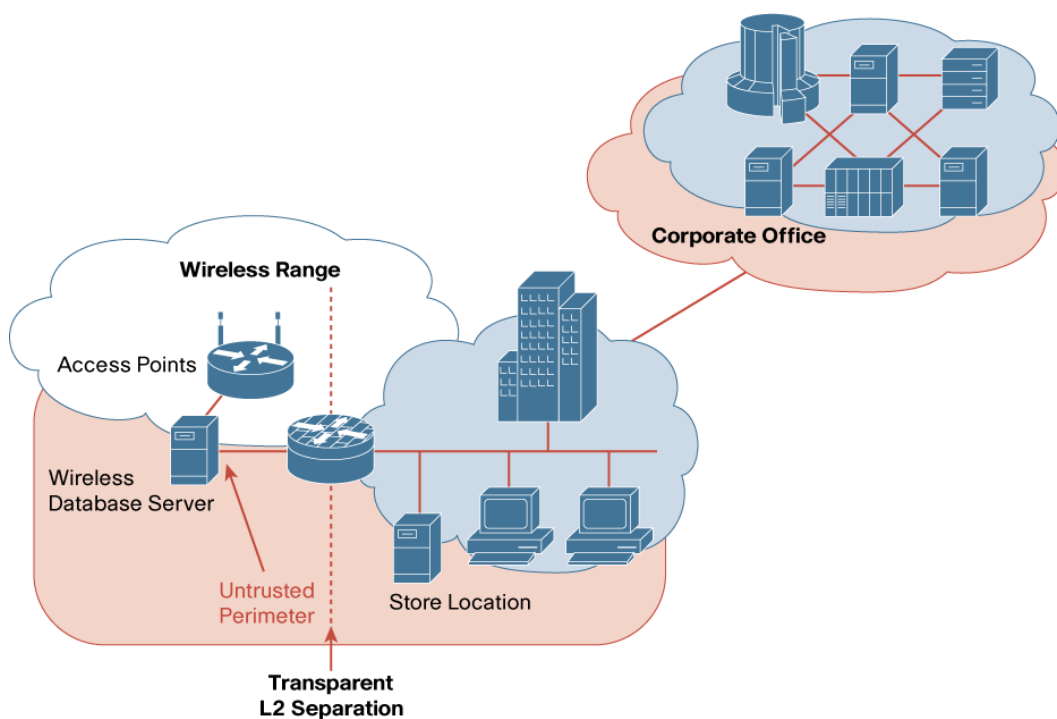 Corporate Office
Wireless Range
Access Points
Wireless
Database Server
Untrusted
Perimeter
Store Location
Transparent
L2 Separation